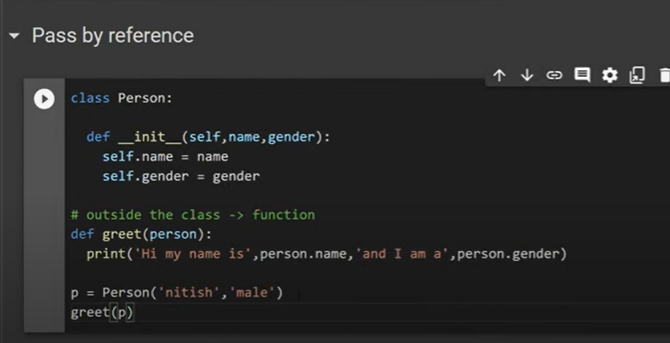 Pass by reference
class Person:
def __init__(self,name,gender):
self.name = name
self.gender = gender
# outside the class -> function
def greet(person):
print('Hi my name is',person.name,'and I am a',person.gender)
p = Person('nitish','male')
greet(p)